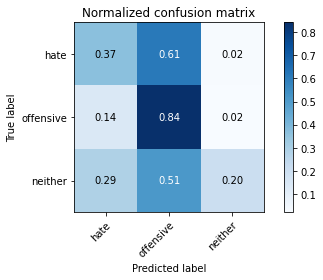 Normalized confusion matrix
True label
hate 0.37 0.61 0.02
offensive 0.14 0.84 0.02
neither 0.29 0.51 0.20
hate offensive neither
Predicted label
0.8
0.7
0.6
0.5
0.4
0.3
0.2
0.1